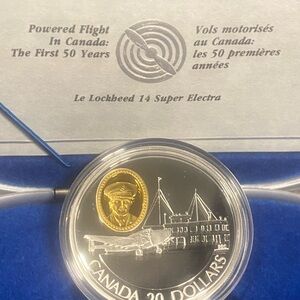 Powered Flight
In Canada:
The First 50 Years
Vols motorisés
au Canada:
les 50 premières
années
Le Lockheed 14 Super Electra
CANADA 20 DOLLARS